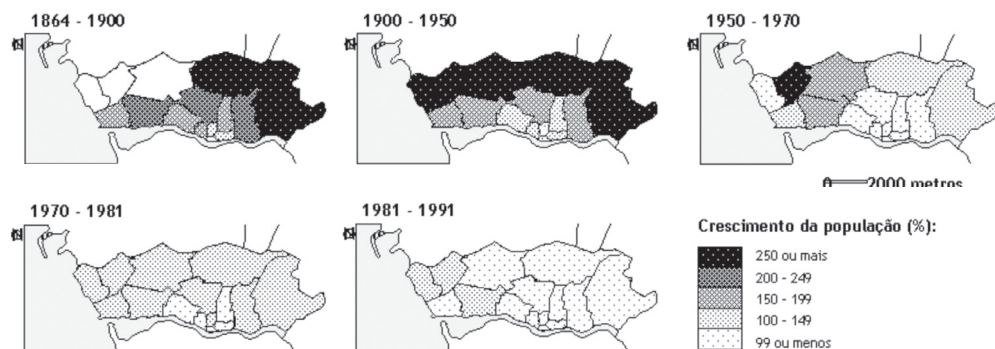 1864 - 1900
1900 - 1950
1950 - 1970
0 2000 metros
1970 - 1981
1981 - 1991
Crescimento da população (%):
250 ou mais
200 - 249
150 - 199
100 - 149
99 ou menos